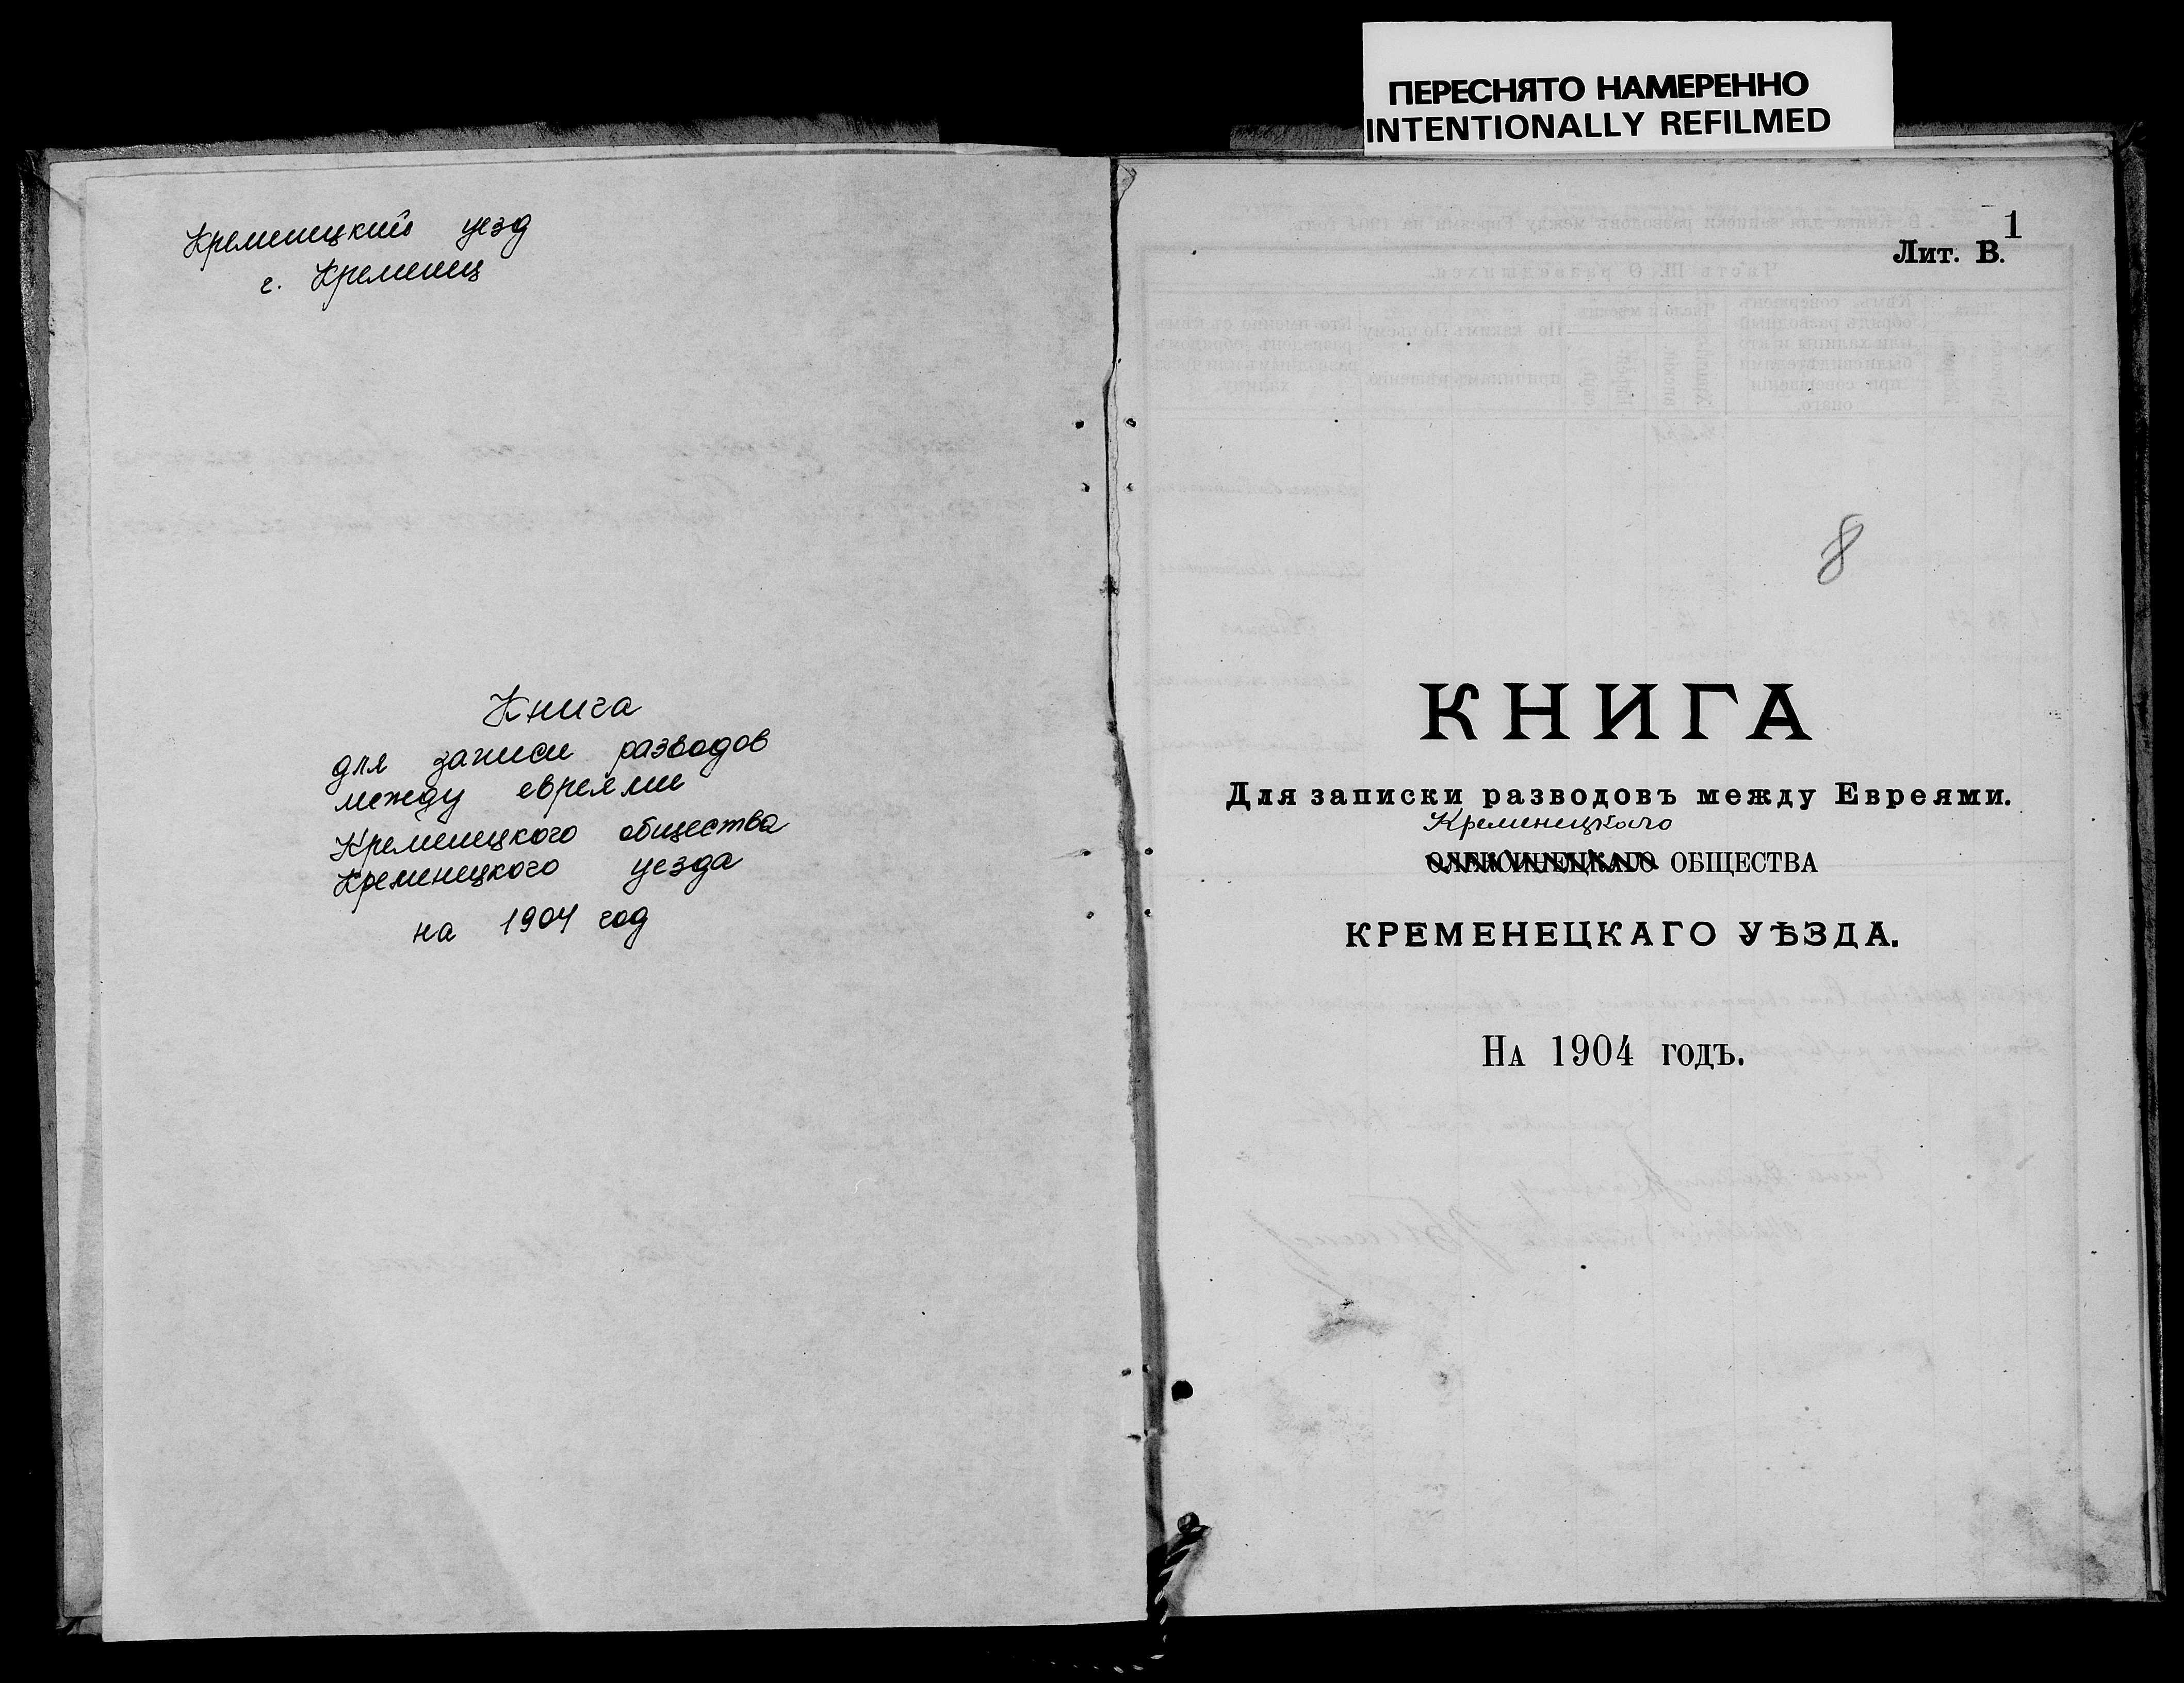 ПЕРЕСНЯТО НАМЕРЕННО
INTENTIONALLY REFILMED
Кременецкий уезд
г. Кременец
Книга
для записи разводов
между евреями
Кременецкого общества
Кременецкого уезда
на 1904 год
1
Лит. В.
8
КНИГА
Для записки разводовъ между Евреями.
Кременецкаго
ОБЩЕСТВА
КРЕМЕНЕЦКАГО УѢЗДА.
На 1904 годъ.